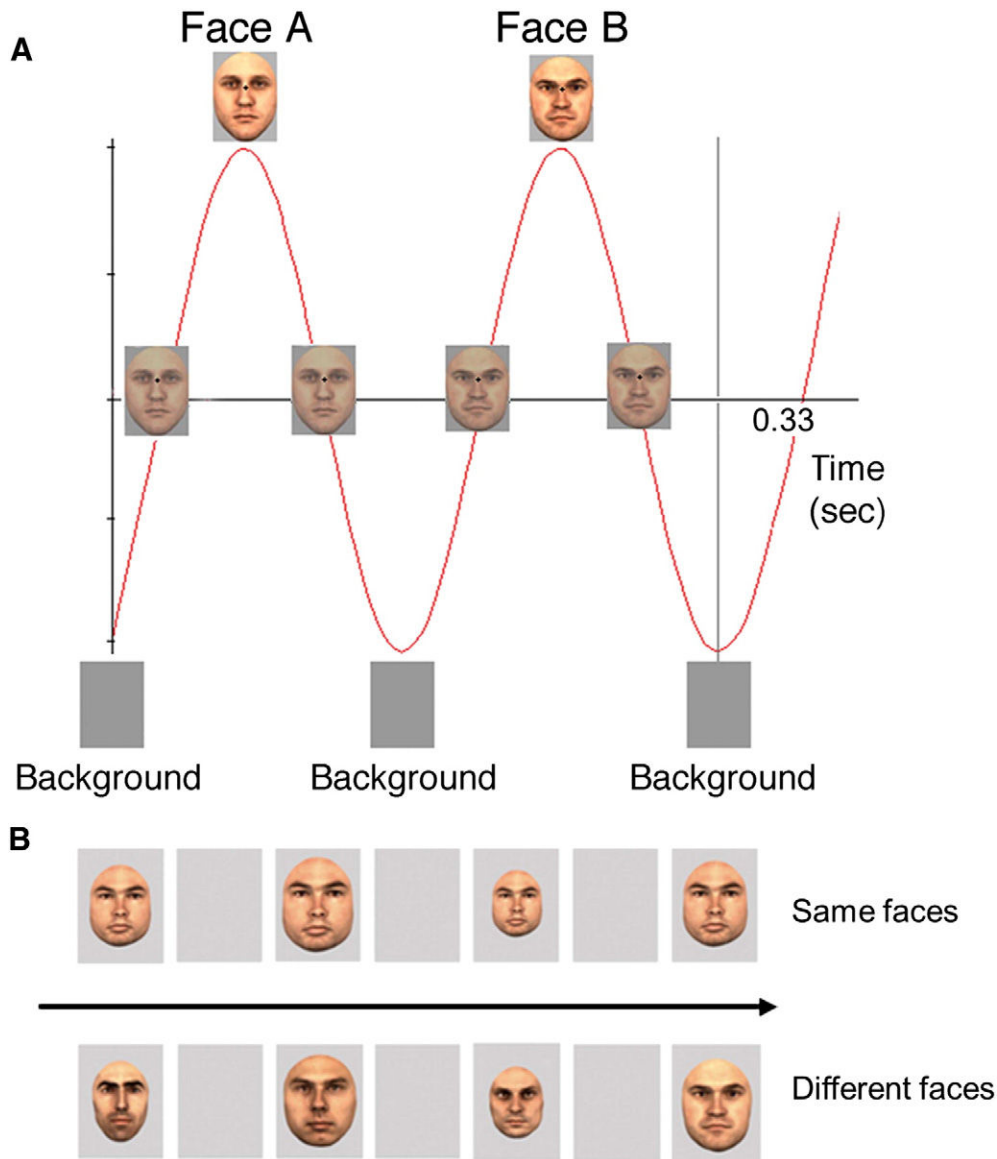 A
Face A
Face B
0.33
Time
(sec)
Background
Background
Background
B
Same faces
Different faces